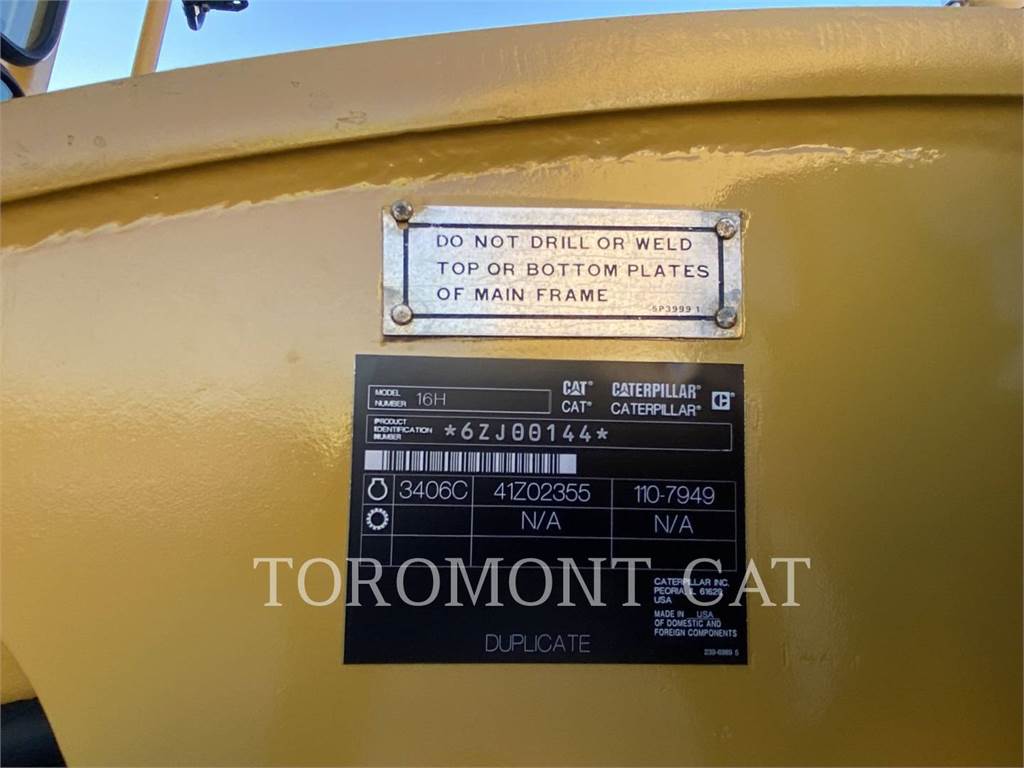 DO NOT DRILL OR WELD
TOP OR BOTTOM PLATES
OF MAIN FRAME
5P3999 1
MODEL
NUMBER 16H
CAT® CATERPILLAR®
CAT® CATERPILLAR®
PRODUCT
IDENTIFICATION
NUMBER *6ZJ00144*
3406C 41Z02355 110-7949
N/A N/A
TOROMONT CAT
CATERPILLAR INC.
PEORIA, IL 61629
USA
MADE IN USA
OF DOMESTIC AND
FOREIGN COMPONENTS
DUPLICATE
239-6989 5